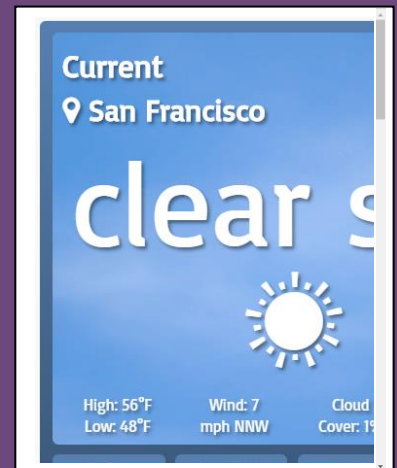 Current
San Francisco
clear s
High: 56°F Wind: 7 Cloud
Low: 48°F mph NNW Cover: 1%